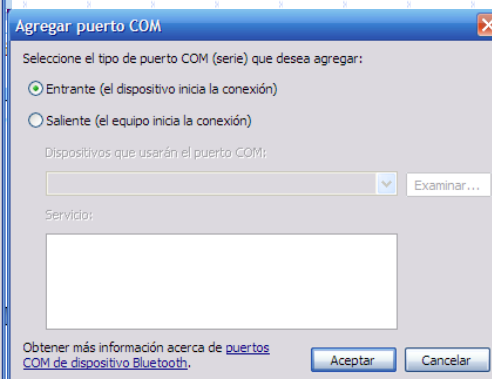 Agregar puerto COM
Seleccione el tipo de puerto COM (serie) que desea agregar:
Entrante (el dispositivo inicia la conexión)
Saliente (el equipo inicia la conexión)
Dispositivos que usarán el puerto COM:
Examinar...
Servicio:
Obtener más información acerca de puertos
COM de dispositivo Bluetooth.
Aceptar
Cancelar